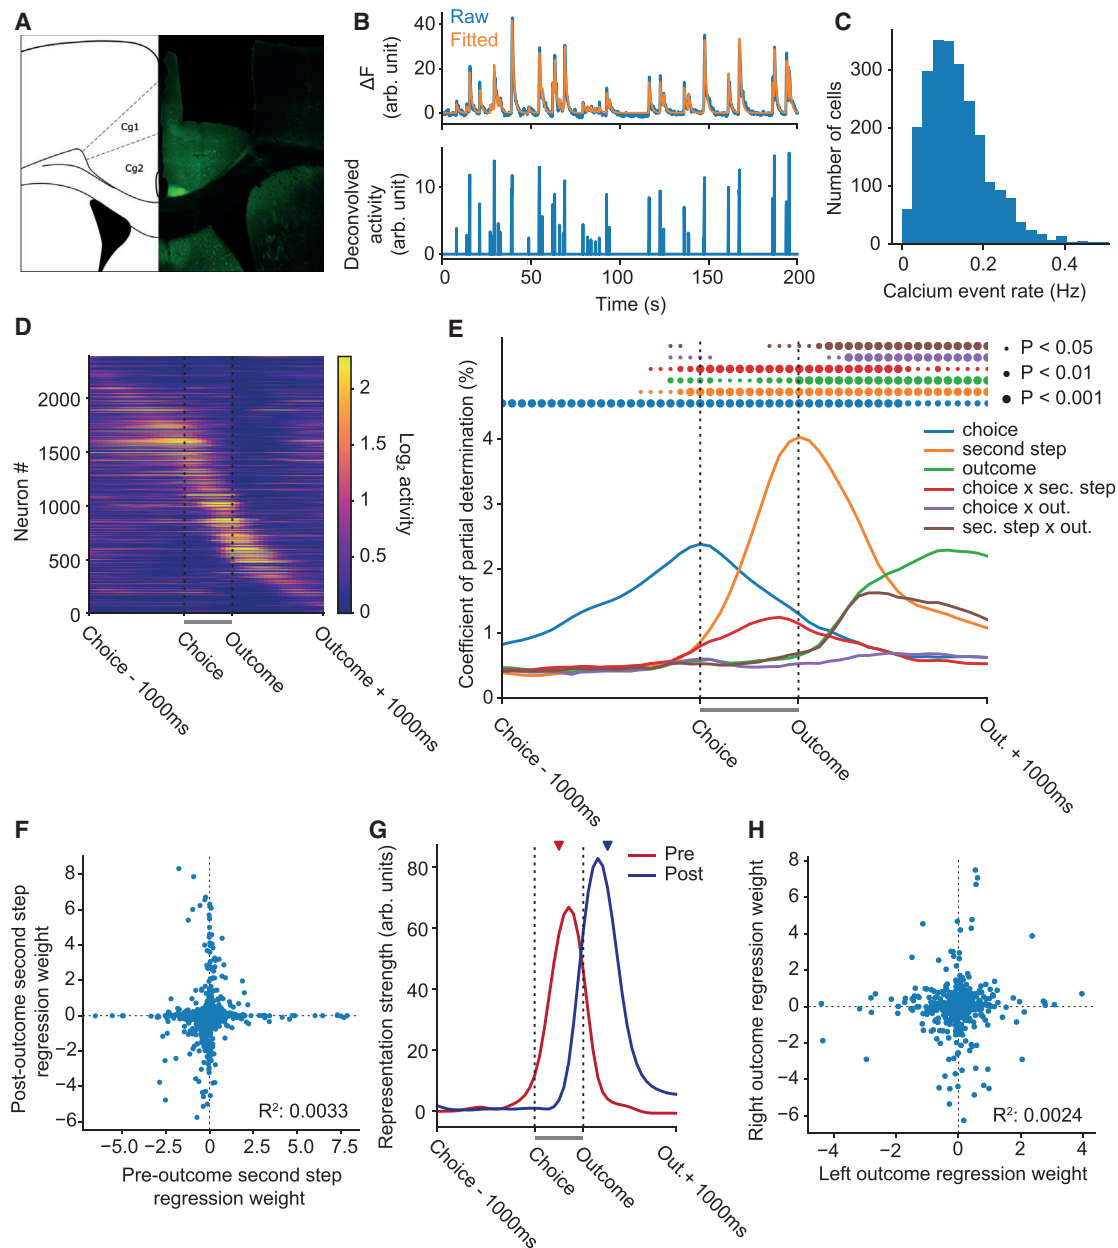 A
Cg1
Cg2
B
Raw
Fitted
ΔF
(arb. unit)
40
20
0
Deconvolved
activity
(arb. unit)
10
0
0
50
100
150
200
Time (s)
C
Number of cells
300
200
100
0
0
0.2
0.4
Calcium event rate (Hz)
D
Neuron #
2000
1500
1000
500
0
Choice - 1000ms
Choice
Outcome
Outcome + 1000ms
2
1.5
1
0.5
0
Log2 activity
E
Coefficient of partial determination (%)
4
3
2
1
0
P < 0.05
P < 0.01
P < 0.001
choice
second step
outcome
choice x sec. step
choice x out.
sec. step x out.
Choice - 1000ms
Choice
Outcome
Out. + 1000ms
F
Post-outcome second step
regression weight
8
6
4
2
0
−2
−4
−6
R2: 0.0033
−5.0
−2.5
0
2.5
5.0
7.5
Pre-outcome second step
regression weight
G
Representation strength (arb. units)
80
60
40
20
0
Pre
Post
Choice - 1000ms
Choice
Outcome
Out.+ 1000ms
H
Right outcome regression weight
8
6
4
2
0
−2
−4
−6
R2: 0.0024
−4
−2
0
2
4
Left outcome regression weight